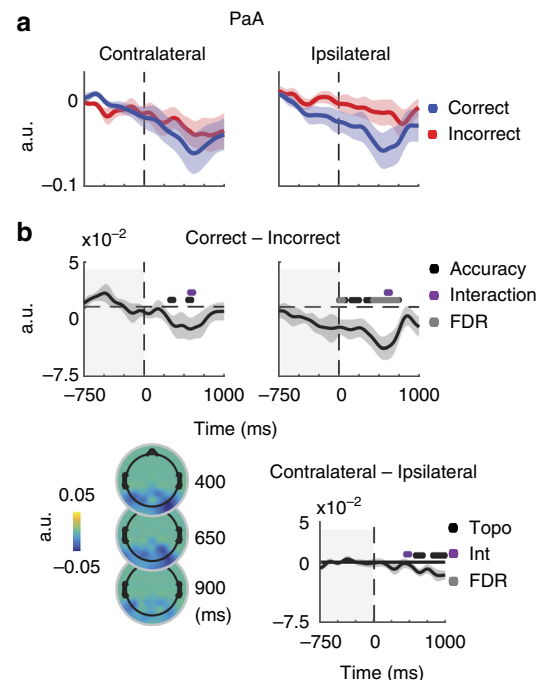 a
PaA
Contralateral
Ipsilateral
0
a.u.
–0.1
Correct
Incorrect
b
x10⁻²
Correct – Incorrect
5
a.u.
0
–7.5
–750 0 1000
–750 0 1000
Time (ms)
Accuracy
Interaction
FDR
0.05
a.u.
–0.05
400
650
900
(ms)
Contralateral – Ipsilateral
x10⁻²
5
0
–7.5
–750 0 1000
Time (ms)
Topo
Int
FDR